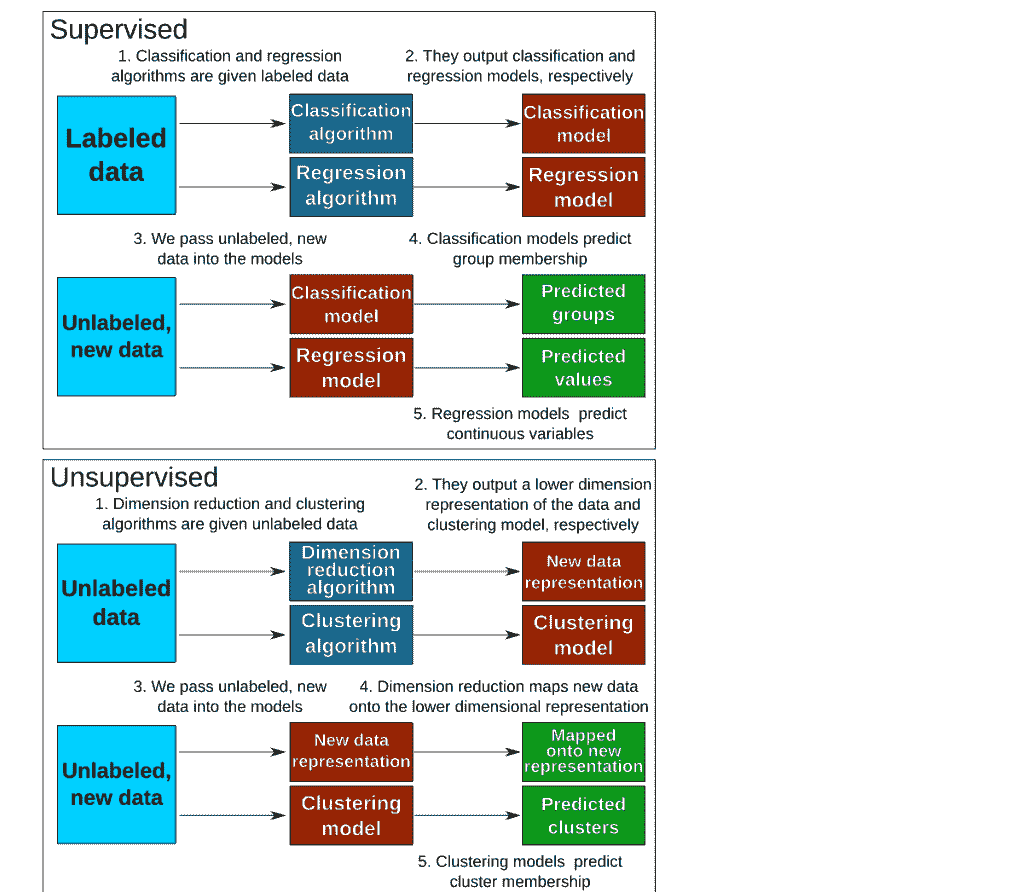 Supervised
1. Classification and regression
algorithms are given labeled data
2. They output classification and
regression models, respectively
Labeled
data
Classification
algorithm
Classification
model
Regression
algorithm
Regression
model
3. We pass unlabeled, new
data into the models
4. Classification models predict
group membership
Unlabeled,
new data
Classification
model
Predicted
groups
Regression
model
Predicted
values
5. Regression models predict
continuous variables
Unsupervised
1. Dimension reduction and clustering
algorithms are given unlabeled data
2. They output a lower dimension
representation of the data and
clustering model, respectively
Unlabeled
data
Dimension
reduction
algorithm
New data
representation
Clustering
algorithm
Clustering
model
3. We pass unlabeled, new
data into the models
4. Dimension reduction maps new data
onto the lower dimensional representation
Unlabeled,
new data
New data
representation
Mapped
onto new
representation
Clustering
model
Predicted
clusters
5. Clustering models predict
cluster membership